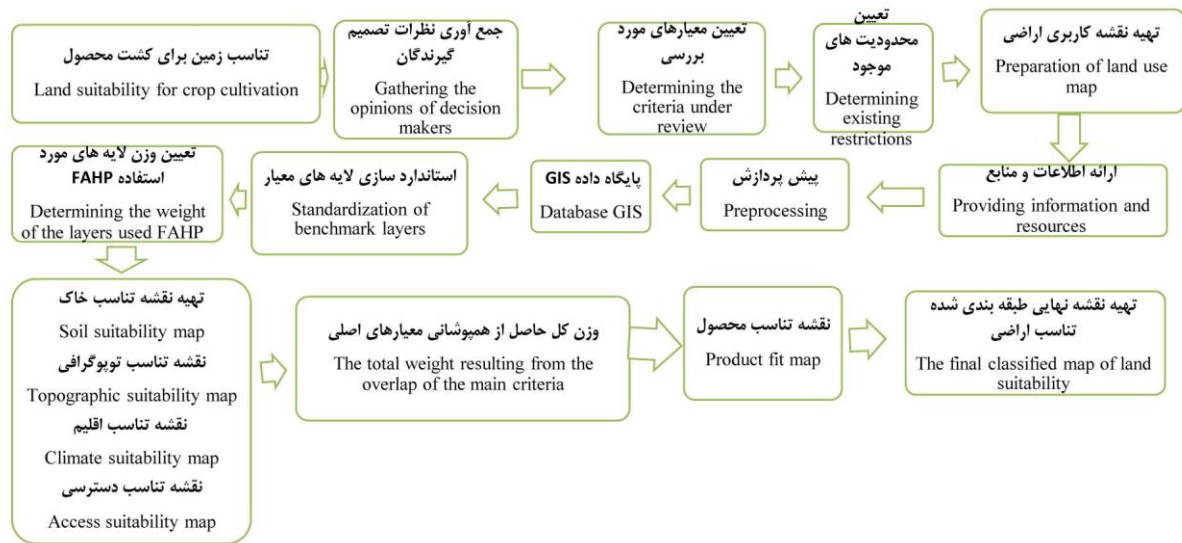 تناسب زمین برای کشت محصول
Land suitability for crop cultivation
جمع آوری نظرات تصمیم
گیرندگان
Gathering the
opinions of decision
makers
تعیین معیارهای مورد
بررسی
Determining the
criteria under
review
تعیین
محدودیت های
موجود
Determining
existing
restrictions
تهیه نقشه کاربری اراضی
Preparation of land use
map
ارائه اطلاعات و منابع
Providing information and
resources
پیش پردازش
Preprocessing
پایگاه داده GIS
Database GIS
استاندارد سازی لایه های معیار
Standardization of
benchmark layers
تعیین وزن لایه های مورد
استفاده FAHP
Determining the weight
of the layers used FAHP
تهیه نقشه تناسب خاک
Soil suitability map
نقشه تناسب توپوگرافی
Topographic suitability map
نقشه تناسب اقلیم
Climate suitability map
نقشه تناسب دسترسی
Access suitability map
وزن کل حاصل از همپوشانی معیارهای اصلی
The total weight resulting from the
overlap of the main criteria
نقشه تناسب محصول
Product fit map
تهیه نقشه نهایی طبقه بندی شده
تناسب اراضی
The final classified map of land
suitability